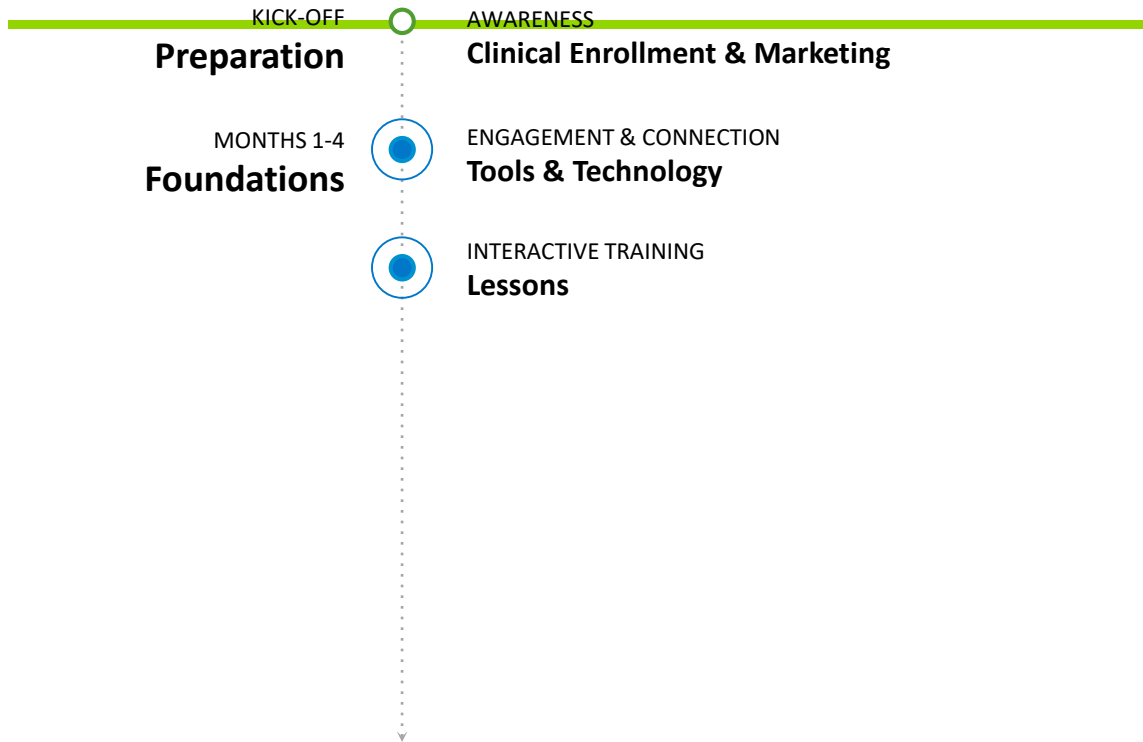 KICK-OFF
Preparation
AWARENESS
Clinical Enrollment & Marketing
MONTHS 1-4
Foundations
ENGAGEMENT & CONNECTION
Tools & Technology
INTERACTIVE TRAINING
Lessons